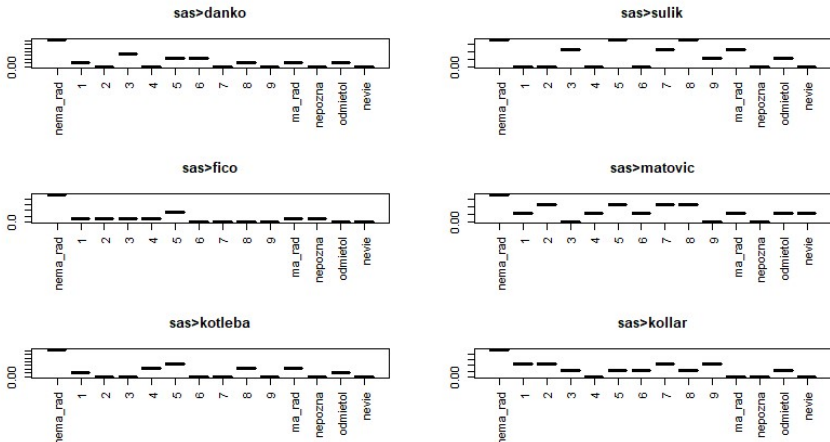 sas>danko
0.00
nema_rad 1 2 3 4 5 6 7 8 9 ma_rad nepozna odmietol nevie
sas>sulik
0.00
nema_rad 1 2 3 4 5 6 7 8 9 ma_rad nepozna odmietol nevie
sas>fico
0.0
nema_rad 1 2 3 4 5 6 7 8 9 ma_rad nepozna odmietol nevie
sas>matovic
0.00
nema_rad 1 2 3 4 5 6 7 8 9 ma_rad nepozna odmietol nevie
sas>kotleba
0.00
nema_rad 1 2 3 4 5 6 7 8 9 ma_rad nepozna odmietol nevie
sas>kollar
0.00
nema_rad 1 2 3 4 5 6 7 8 9 ma_rad nepozna odmietol nevie